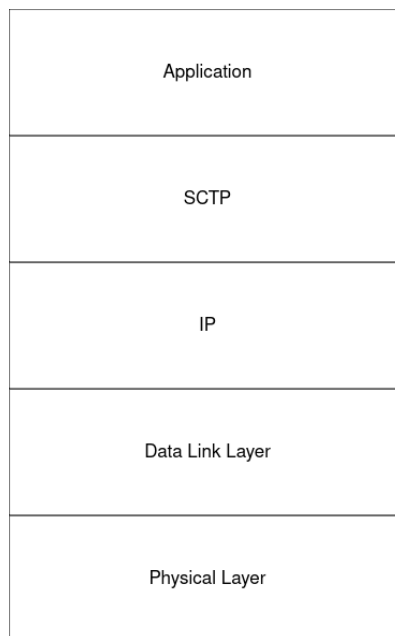 Application
SCTP
IP
Data Link Layer
Physical Layer